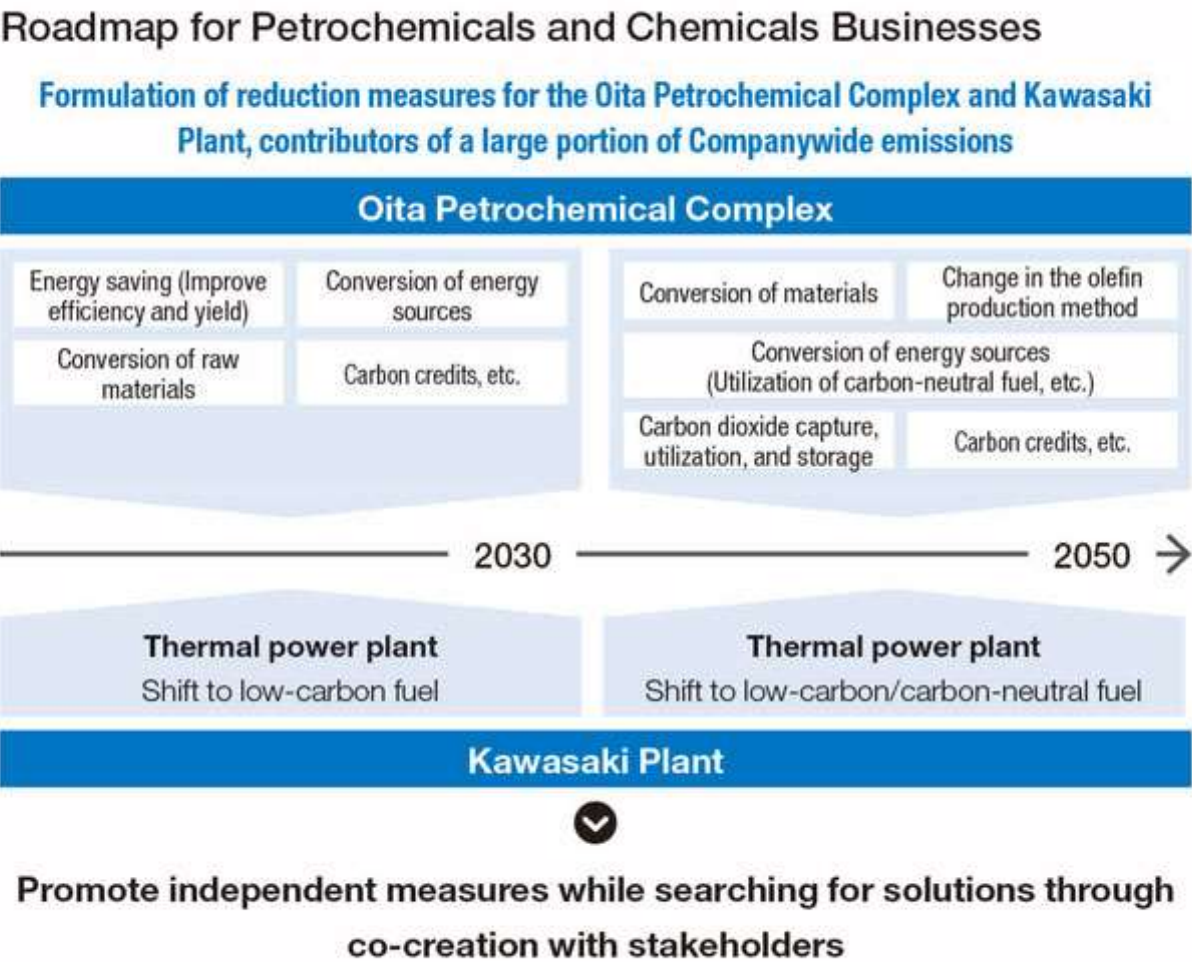 Roadmap for Petrochemicals and Chemicals Businesses
Formulation of reduction measures for the Oita Petrochemical Complex and Kawasaki
Plant, contributors of a large portion of Companywide emissions
Oita Petrochemical Complex
Energy saving (Improve
efficiency and yield)
Conversion of energy
sources
Conversion of raw
materials
Carbon credits, etc.
Conversion of materials
Change in the olefin
production method
Conversion of energy sources
(Utilization of carbon-neutral fuel, etc.)
Carbon dioxide capture,
utilization, and storage
Carbon credits, etc.
2030
2050
Thermal power plant
Shift to low-carbon fuel
Thermal power plant
Shift to low-carbon/carbon-neutral fuel
Kawasaki Plant
Promote independent measures while searching for solutions through
co-creation with stakeholders